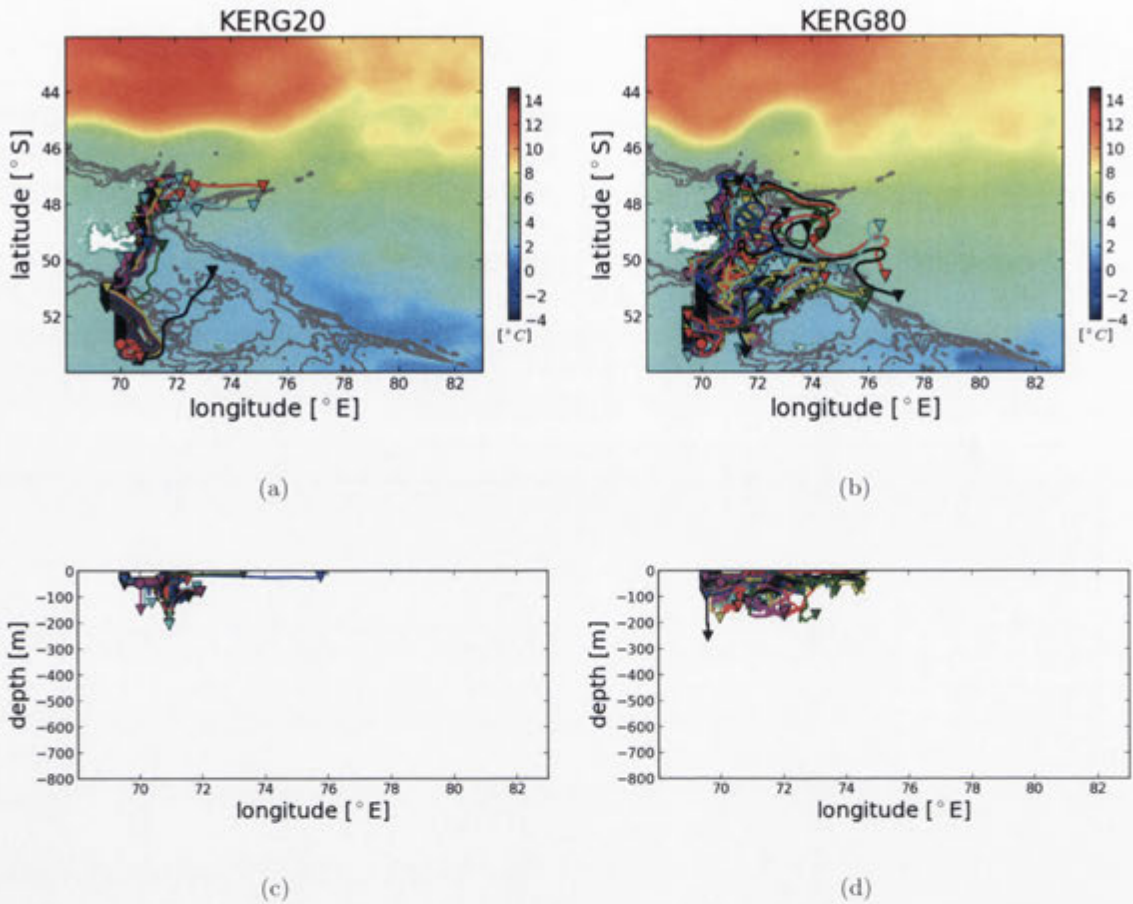 KERG20
KERG80
44
46
48
50
52
latitude [°S]
70 72 74 76 78 80 82
longitude [°E]
14
12
10
8
6
4
2
0
−2
−4
[°C]
44
46
48
50
52
latitude [°S]
70 72 74 76 78 80 82
longitude [°E]
14
12
10
8
6
4
2
0
−2
−4
[°C]
(a)
(b)
0
−100
−200
−300
−400
−500
−600
−700
−800
depth [m]
70 72 74 76 78 80 82
longitude [°E]
0
−100
−200
−300
−400
−500
−600
−700
−800
depth [m]
70 72 74 76 78 80 82
longitude [°E]
(c)
(d)